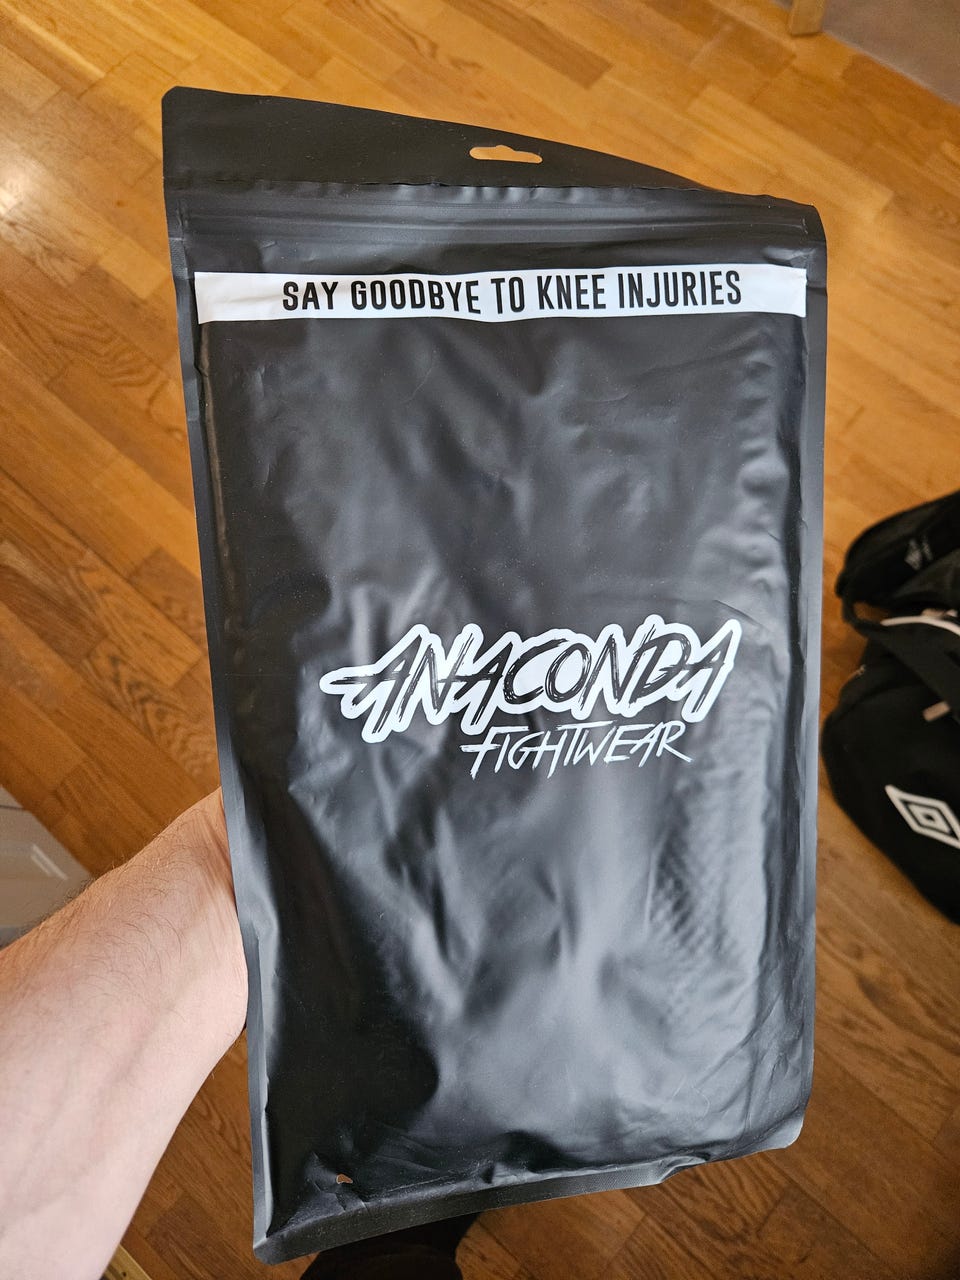 SAY GOODBYE TO KNEE INJURIES
ANACONDA
FIGHTWEAR